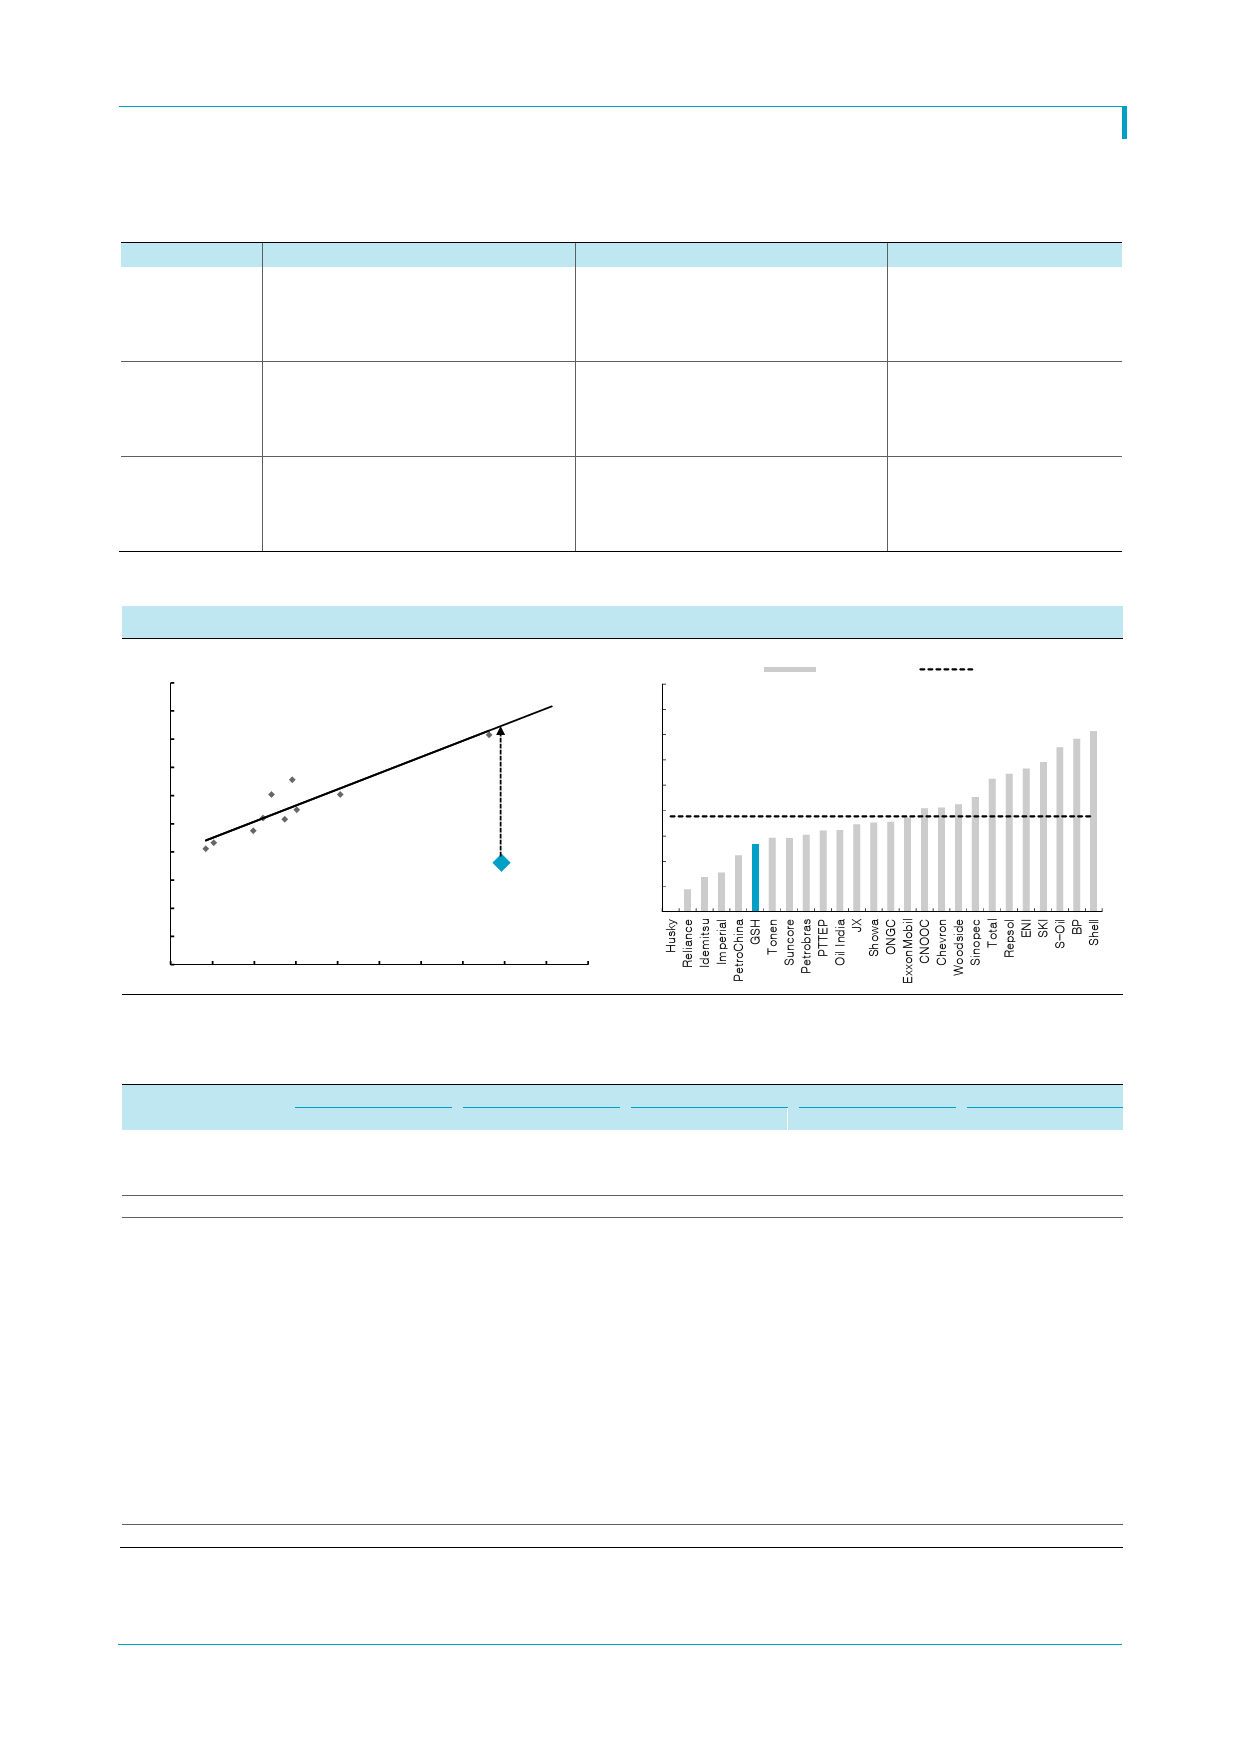 Husky
Reliance
Idemitsu
Imperial
PetroChina
GSH
Tonen
Suncore
Petrobras
PTTEP
Oil India
JX
Showa
ONGC
ExxonMobil
CNOOC
Chevron
Woodside
Sinopec
Total
Repsol
ENI
SKI
S-Oil
BP
Shell